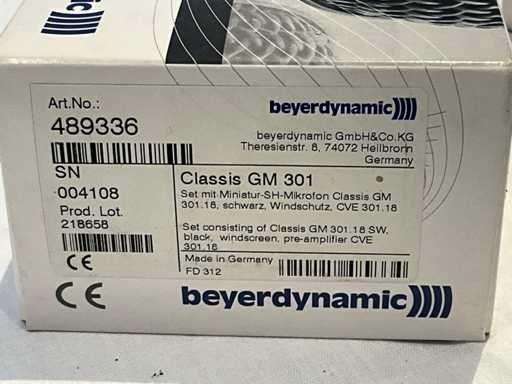 Art.No.:
489336
beyerdynamic
beyerdynamic GmbH&Co.KG
Theresienstr. 8, 74072 Heilbronn
Germany
SN
004108
Prod. Lot.
218658
CE
Classis GM 301
Set mit Miniatur-SH-Mikrofon Classis GM
301.18, schwarz, Windschutz, CVE 301.18
Set consisting of Classis GM 301.18 SW,
black, windscreen, pre-amplifier CVE
301.18
Made in Germany
FD 312
CE
beyerdynamic